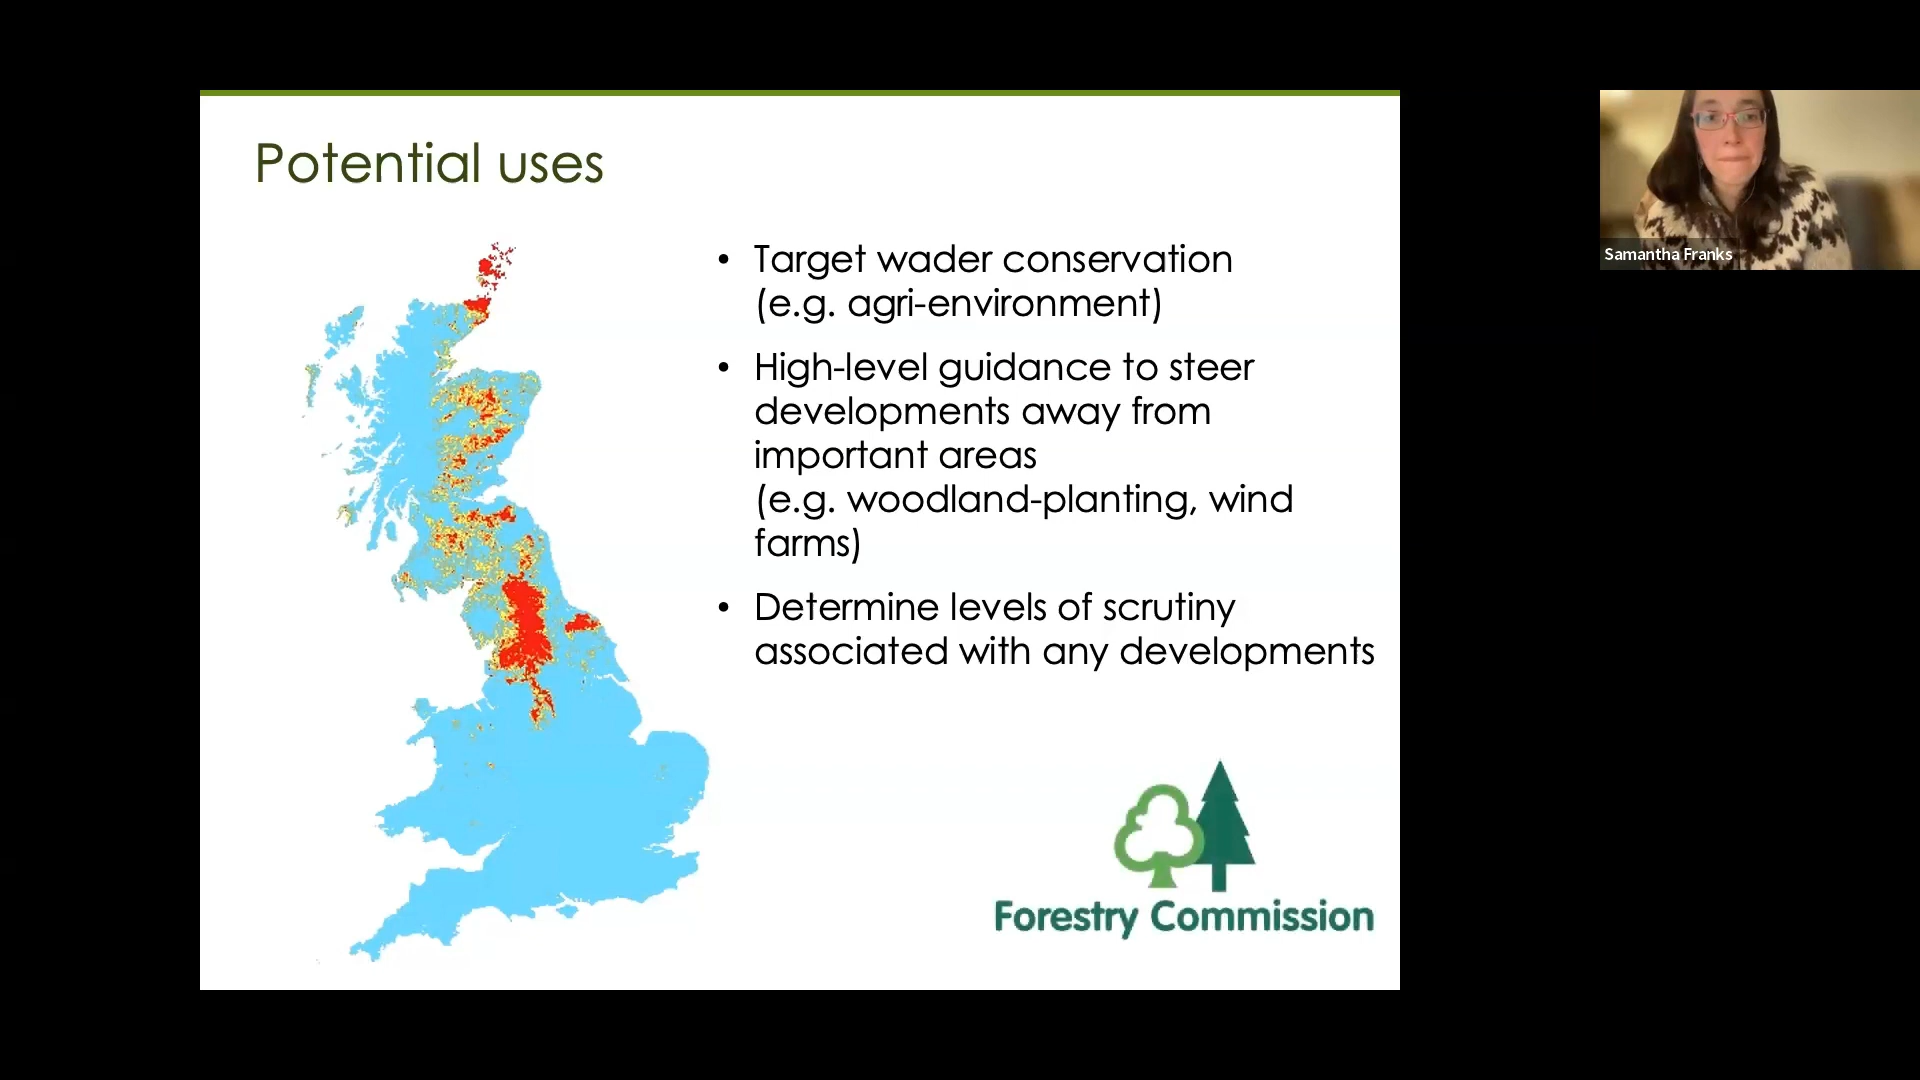 Potential uses
• Target wader conservation
(e.g. agri-environment)
• High-level guidance to steer
developments away from
important areas
(e.g. woodland-planting, wind
farms)
• Determine levels of scrutiny
associated with any developments
Forestry Commission
Samantha Franks